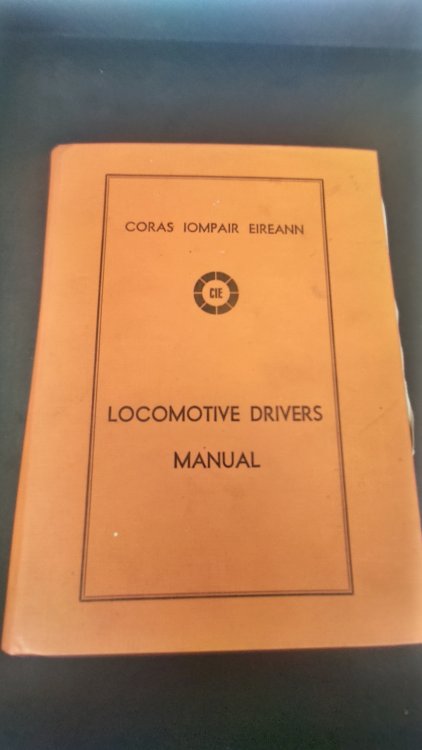 CORAS IOMPAIR EIREANN
CIE
LOCOMOTIVE DRIVERS
MANUAL